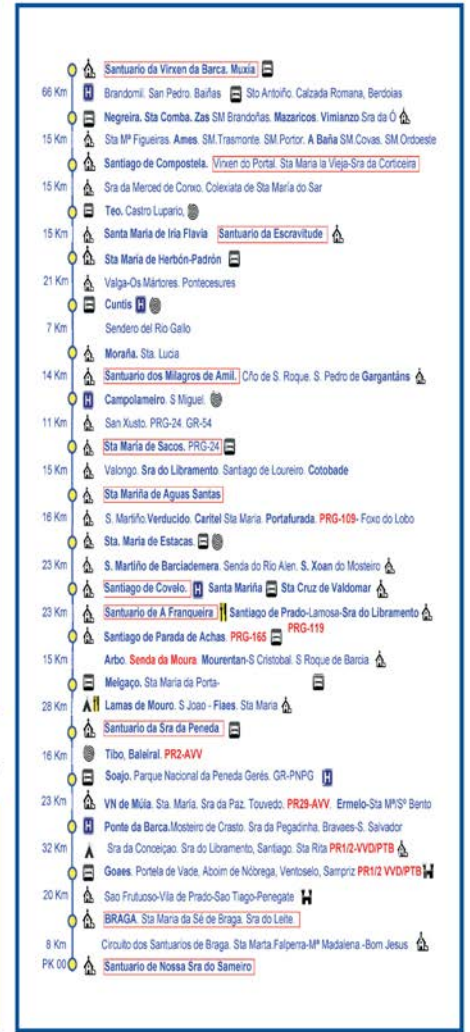 Santuario da Virxen da Barca. Muxía
66 Km H Brandomil. San Pedro. Baíñas Sto Antoiño. Calzada Romana, Berdoias
Negreira. Sta Comba. Zas SM Brandoñas. Mazaricos. Vimianzo Sra da Ó
15 Km Sta Mª Figueiras. Ames. SM.Trasmonte. SM.Portor. A Baña SM.Covas. SM.Ordoeste
Santiago de Compostela. Virxen do Portal. Sta Maria la Vieja-Sra da Corticeira
15 Km Sra da Merced de Conxo. Colexiata de Sta María do Sar
Teo. Castro Lupario,
15 Km Santa Maria de Iria Flavia Santuario da Escravitude
Sta Maria de Herbón-Padrón
21 Km Valga-Os Mártores. Pontecesures
Cuntis H
7 Km Sendero del Rio Gallo
Moraña. Sta. Lucia
14 Km Santuario dos Milagros de Amil. Cño de S. Roque. S. Pedro de Gargantáns
H Campolameiro. S Miguel.
11 Km San Xusto. PRG-24. GR-54
Sta María de Sacos. PRG-24
15 Km Valongo. Sra do Libramento. Santiago de Loureiro. Cotobade
Sta Mariña de Aguas Santas
16 Km S. Martiño.Verducido. Caritel Sta Maria. Portafurada. PRG-109- Foxo do Lobo
Sta. Maria de Estacas.
23 Km S. Martiño de Barciademera. Senda do Rio Alen. S. Xoan do Mosteiro
Santiago de Covelo. H Santa Mariña Sta Cruz de Valdomar
23 Km Santuario de A Franqueira Santiago de Prado-Lamosa-Sra do Libramento
Santiago de Parada de Achas. PRG-165 PRG-119
15 Km Arbo. Senda da Moura. Mourentan-S Cristobal. S Roque de Barcia
Melgaço. Sta Maria da Porta-
28 Km Lamas de Mouro. S Joao - Fiaes. Sta Maria
Santuario da Sra da Peneda
16 Km Tibo, Baleiral. PR2-AVV
Soajo. Parque Nacional da Peneda Gerés. GR-PNPG H
23 Km VN de Múia. Sta. María. Sra da Paz. Touvedo. PR29-AVV. Ermelo-Sta Mª/Sº Bento
H Ponte da Barca.Mosteiro de Crasto. Sra da Pegadinha. Bravaes-S. Salvador
32 Km Sra da Conceiçao. Sra do Libramento, Santiago. Sta Rita PR1/2-VVD/PTB
Goaes. Portela de Vade, Aboim de Nóbrega, Ventoselo, Sampriz PR1/2 VVD/PTB
20 Km Sao Frutuoso-Vila de Prado-Sao Tiago-Penegate
BRAGA. Sta Maria da Sé de Braga. Sra do Leite
8 Km Circuito dos Santuarios de Braga. Sta Marta.Falperra-Mª Madalena.-Bom Jesus
PK 00 Santuario de Nossa Sra do Sameiro